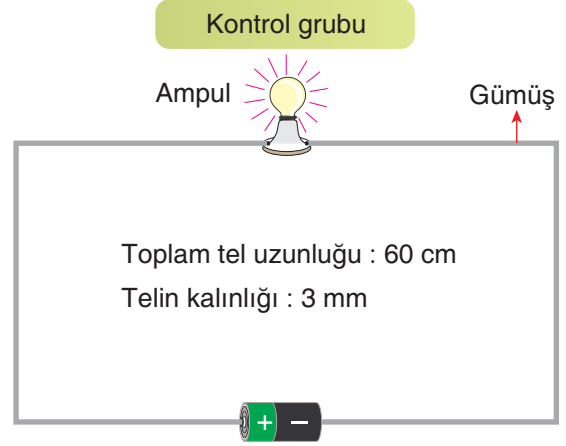 Kontrol grubu
Ampul
Gümüş
Toplam tel uzunluğu : 60 cm
Telin kalınlığı : 3 mm
+ −